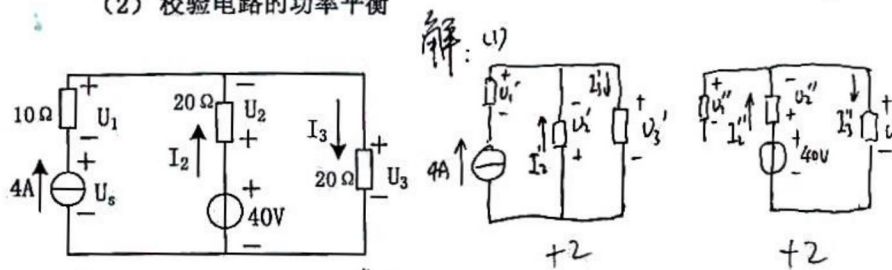 （2）校验电路的功率平衡
解：(1)
10Ω
+
U₁
−
4A
+
Uₛ
−
20Ω
−
U₂
+
I₂
+
40V
−
I₃
20Ω
+
U₃
−
+
U₁'
−
4A
−
U₂'
+
I₂'
I₃'
+
U₃'
−
+2
+
U₁''
−
I₂''
−
U₂''
+
+
40V
−
I₃''
+
−
+2